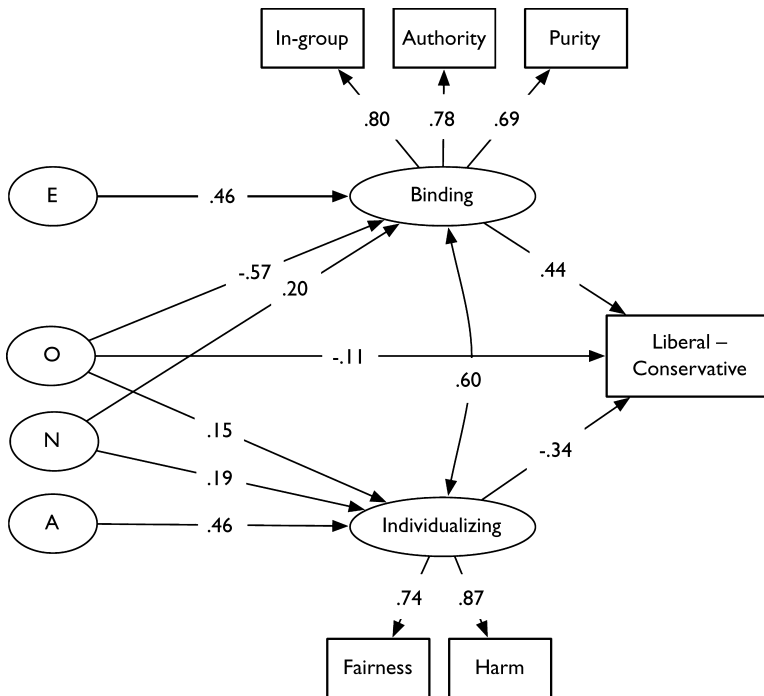 In-group
Authority
Purity
.80
.78
.69
E
.46
Binding
-.57
.20
.44
O
-.11
Liberal –
Conservative
.60
N
.15
.19
-.34
A
.46
Individualizing
.74
.87
Fairness
Harm